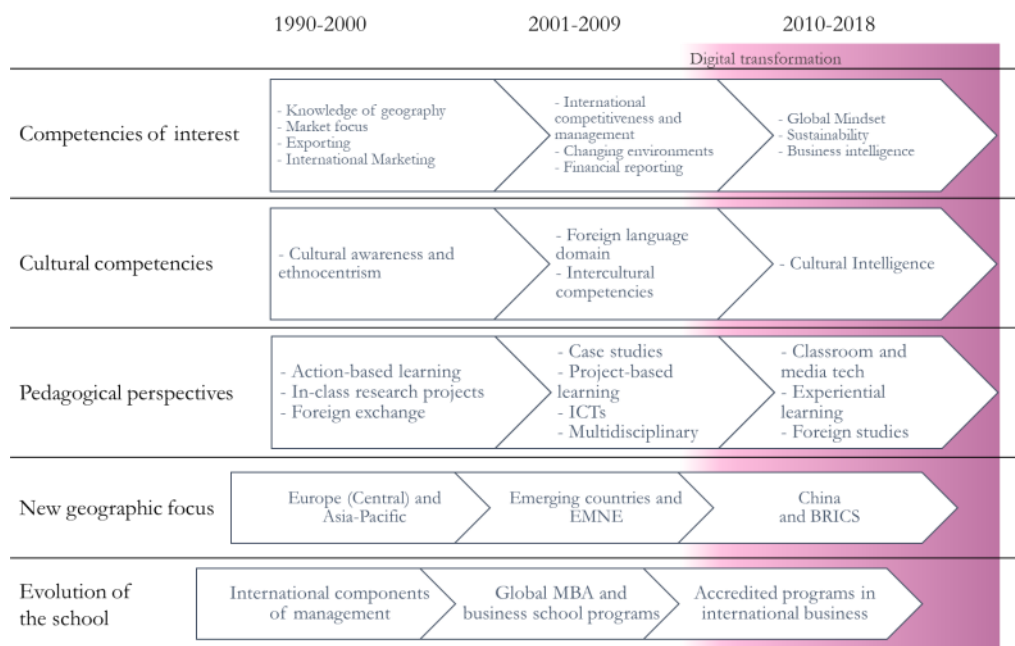 1990-2000
2001-2009
2010-2018
Digital transformation
Competencies of interest
- Knowledge of geography
- Market focus
- Exporting
- International Marketing
- International
competitiveness and
management
- Changing environments
- Financial reporting
- Global Mindset
- Sustainability
- Business intelligence
Cultural competencies
- Cultural awareness and
ethnocentrism
- Foreign language
domain
- Intercultural
competencies
- Cultural Intelligence
Pedagogical perspectives
- Action-based learning
- In-class research projects
- Foreign exchange
- Case studies
- Project-based
learning
- ICTs
- Multidisciplinary
- Classroom and
media tech
- Experiential
learning
- Foreign studies
New geographic focus
Europe (Central) and
Asia-Pacific
Emerging countries and
EMNE
China
and BRICS
Evolution of
the school
International components
of management
Global MBA and
business school programs
Accredited programs in
international business